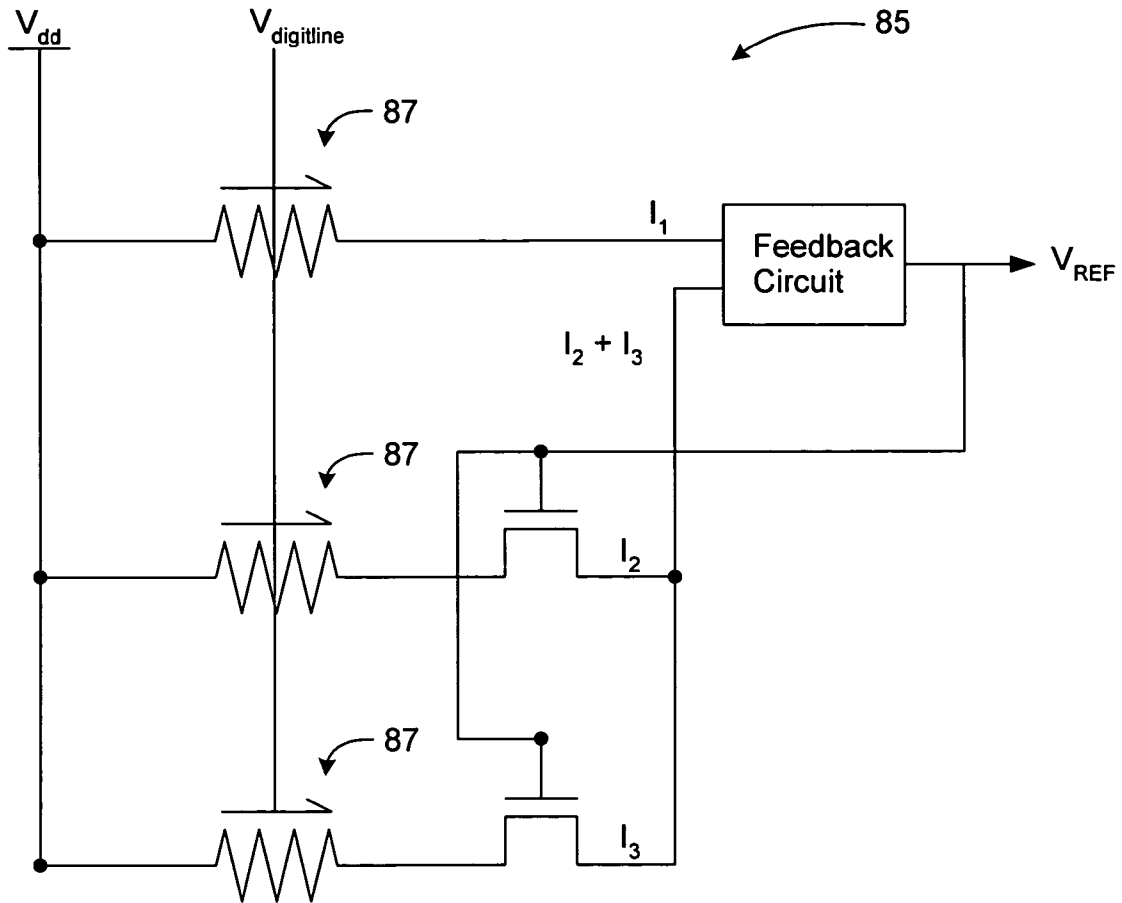 V_dd
V_digitline
85
87
I_1
Feedback
Circuit
V_REF
I_2 + I_3
87
I_2
87
I_3